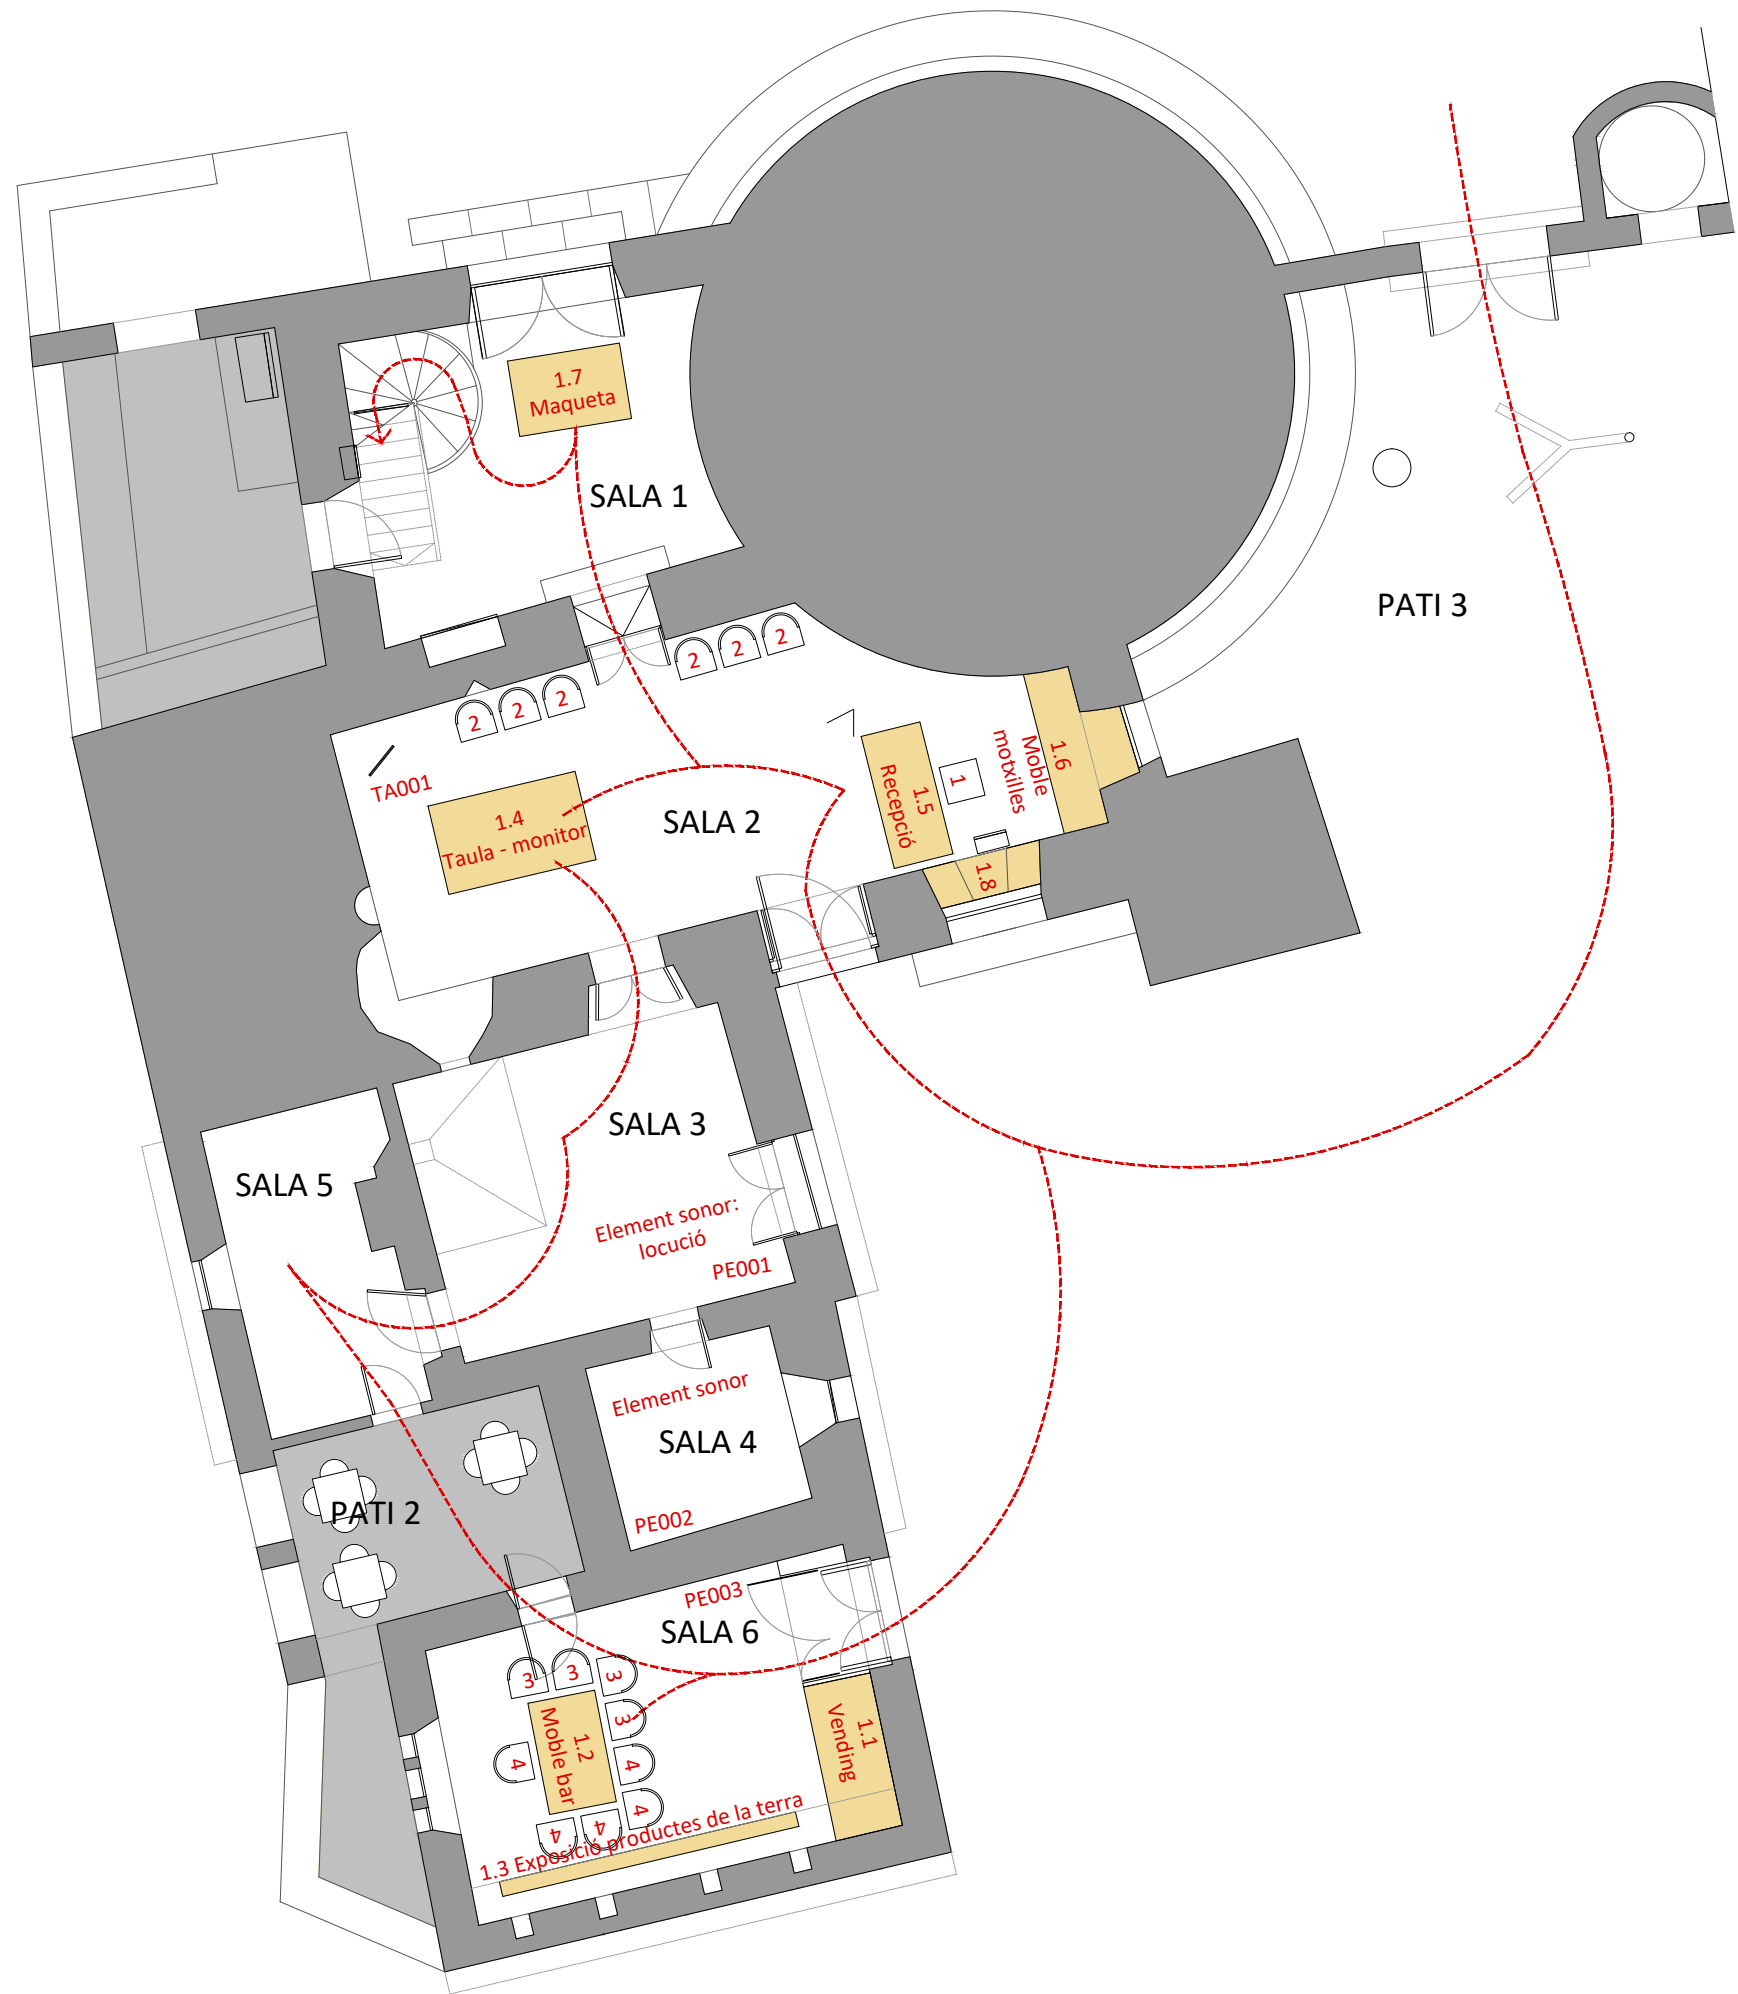 1.7
Maqueta
SALA 1
PATI 3
2
2
2
2
2
2
TA001
1.4
Taula - monitor
SALA 2
1.5
Recepció
1
1.6
Moble
motxilles
1.8
SALA 3
SALA 5
Element sonor:
locució
PE001
Element sonor
SALA 4
PE002
PATI 2
PE003
SALA 6
3
3
3
3
4
4
4
4
4
1.2
Moble bar
1.1
Vending
1.3 Exposició productes de la terra